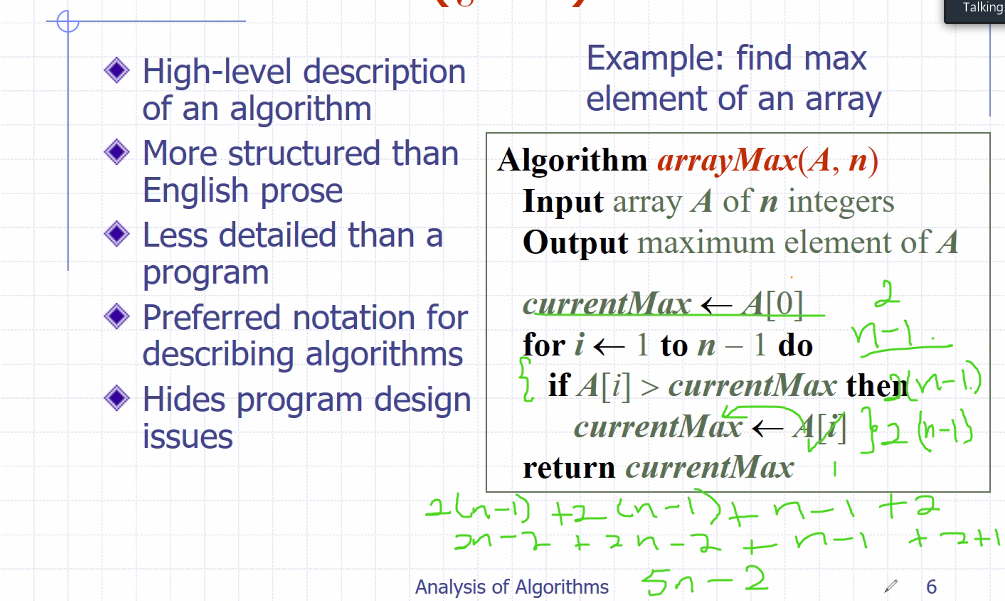 Talking
High-level description
of an algorithm
More structured than
English prose
Less detailed than a
program
Preferred notation for
describing algorithms
Hides program design
issues
Example: find max
element of an array
Algorithm arrayMax(A, n)
Input array A of n integers
Output maximum element of A
currentMax ← A[0] 2
for i ← 1 to n – 1 do n-1
if A[i] > currentMax then 2(n-1)
currentMax ← A[i] } 2(n-1)
return currentMax 1
2(n-1) +2(n-1)+ n-1 +2
2n-2 +2n-2 + n-1 +2+1
5n-2
Analysis of Algorithms
6